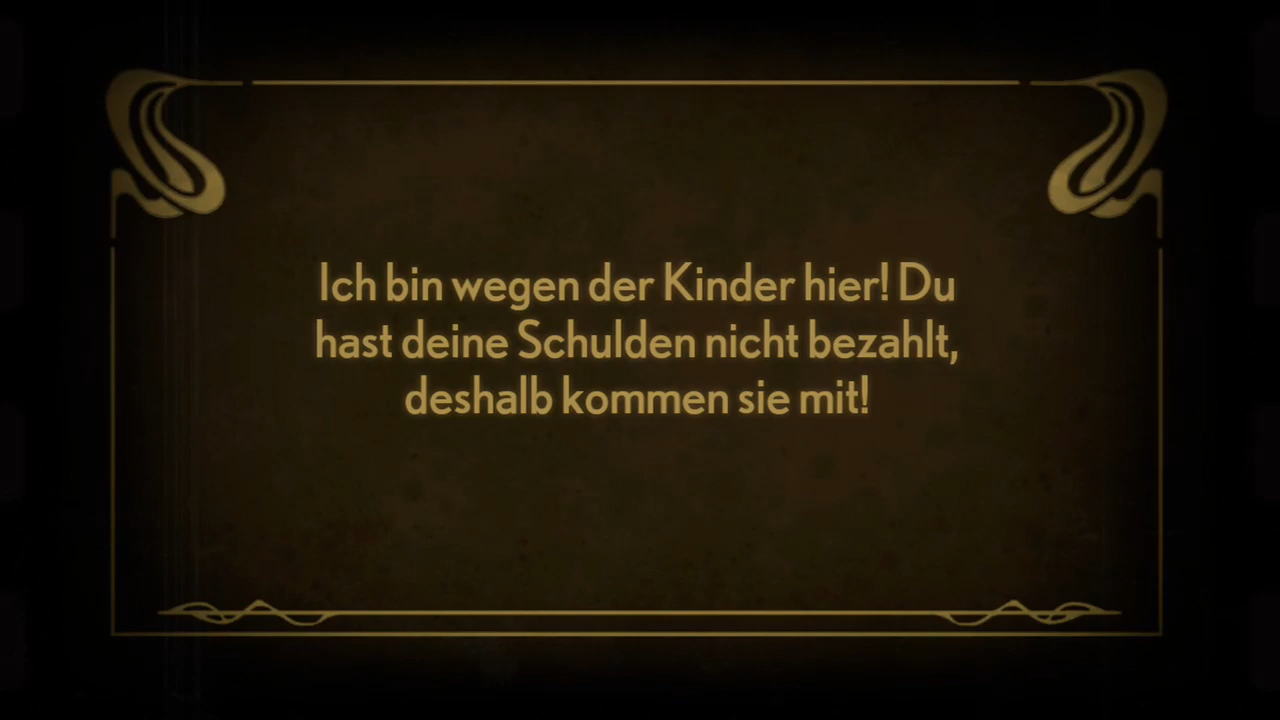 Ich bin wegen der Kinder hier! Du
hast deine Schulden nicht bezahlt,
deshalb kommen sie mit!